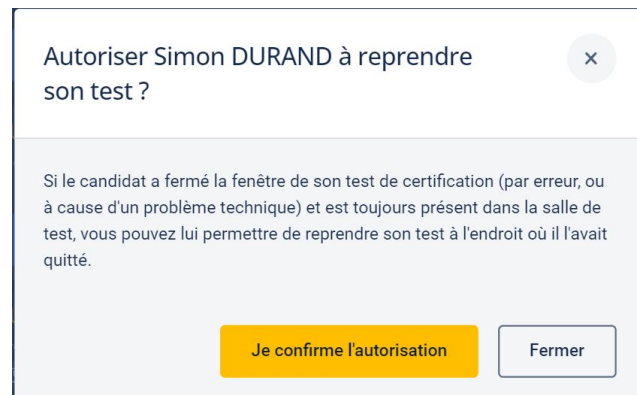 Autoriser Simon DURAND à reprendre
son test ?
Si le candidat a fermé la fenêtre de son test de certification (par erreur, ou
à cause d'un problème technique) et est toujours présent dans la salle de
test, vous pouvez lui permettre de reprendre son test à l'endroit où il l'avait
quitté.
Je confirme l'autorisation
Fermer